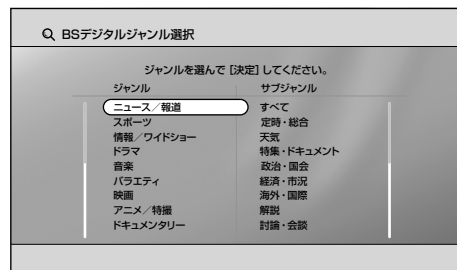 BSデジタルジャンル選択
ジャンルを選んで［決定］してください。
ジャンル
サブジャンル
ニュース／報道
すべて
スポーツ
定時・総合
情報／ワイドショー
天気
ドラマ
特集・ドキュメント
音楽
政治・国会
バラエティ
経済・市況
映画
海外・国際
アニメ／特撮
解説
ドキュメンタリー
討論・会談